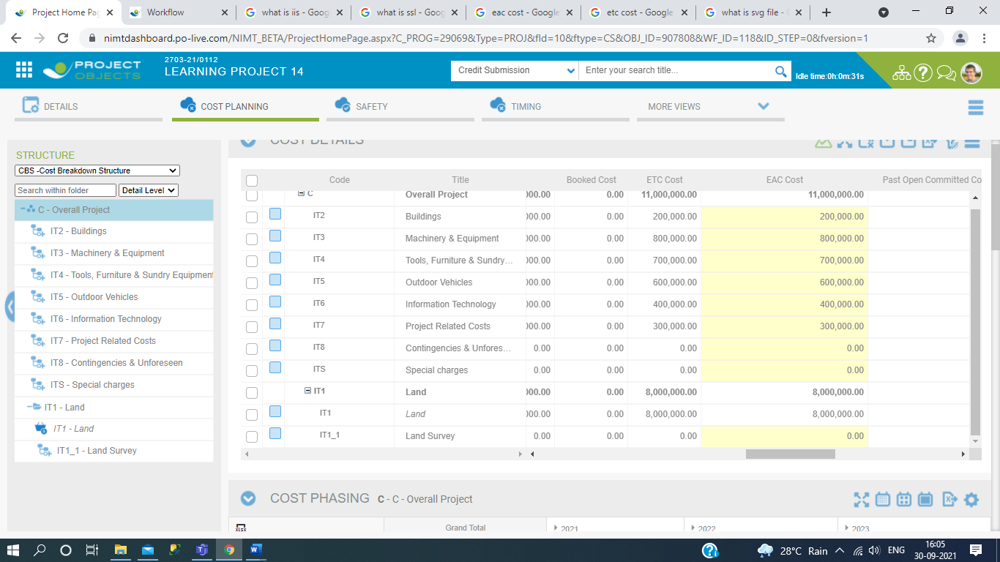 Project Home Pag
Workflow
what is iis - Goog
what is ssl - Goog
eac cost - Google
etc cost - Google
what is svg file -
nimtdashboard.po-live.com/NIMT_BETA/ProjectHomePage.aspx?C_PROG=29069&Type=PROJ&fId=10&ftype=CS&OBJ_ID=907808&WF_ID=118&ID_STEP=0&fversion=1
PROJECT
OBJECTS
2703-21/0112
LEARNING PROJECT 14
Credit Submission
Enter your search title...
Idle time:0h:0m:31s
DETAILS
COST PLANNING
SAFETY
TIMING
MORE VIEWS
STRUCTURE
CBS -Cost Breakdown Structure
Search within folder
Detail Level
C - Overall Project
IT2 - Buildings
IT3 - Machinery & Equipment
IT4 - Tools, Furniture & Sundry Equipment
IT5 - Outdoor Vehicles
IT6 - Information Technology
IT7 - Project Related Costs
IT8 - Contingencies & Unforeseen
ITS - Special charges
IT1 - Land
IT1 - Land
IT1_1 - Land Survey
COST DETAILS
Code Title Booked Cost ETC Cost EAC Cost Past Open Committed Co
C Overall Project 000.00 0.00 11,000,000.00 11,000,000.00
IT2 Buildings 000.00 0.00 200,000.00 200,000.00
IT3 Machinery & Equipment 000.00 0.00 800,000.00 800,000.00
IT4 Tools, Furniture & Sundry... 000.00 0.00 700,000.00 700,000.00
IT5 Outdoor Vehicles 000.00 0.00 600,000.00 600,000.00
IT6 Information Technology 000.00 0.00 400,000.00 400,000.00
IT7 Project Related Costs 000.00 0.00 300,000.00 300,000.00
IT8 Contingencies & Unfores... 0.00 0.00 0.00 0.00
ITS Special charges 0.00 0.00 0.00 0.00
IT1 Land 000.00 0.00 8,000,000.00 8,000,000.00
IT1 Land 000.00 0.00 8,000,000.00 8,000,000.00
IT1_1 Land Survey 0.00 0.00 0.00 0.00
COST PHASING C - C - Overall Project
XLSX
Grand Total 2021 2022 2023
28°C Rain
ENG
16:05
30-09-2021